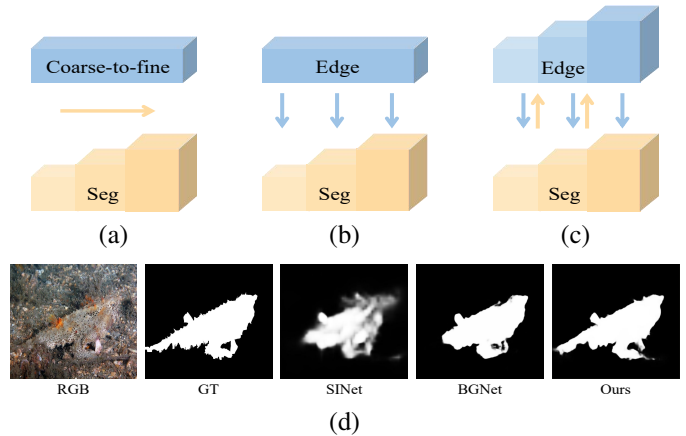 Coarse-to-fine
Seg
(a)
Edge
Seg
(b)
Edge
Seg
(c)
RGB
GT
SINet
BGNet
Ours
(d)